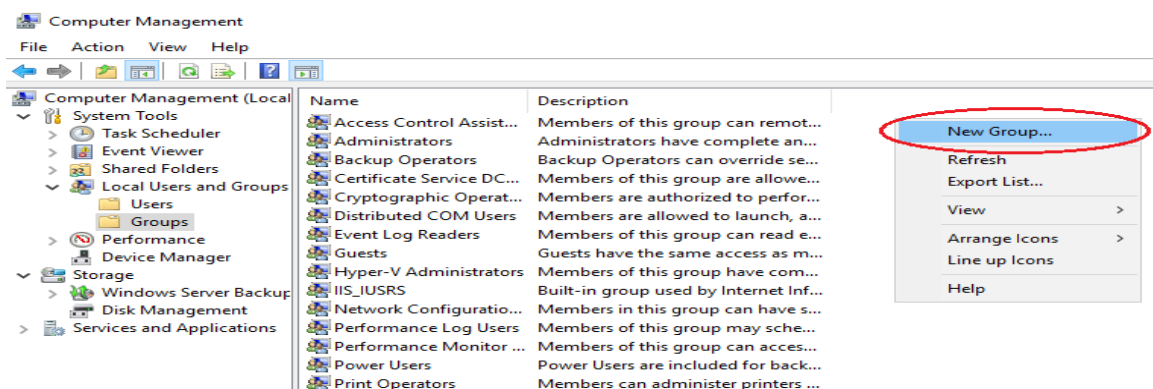 Computer Management
File Action View Help
Computer Management (Local
System Tools
Task Scheduler
Event Viewer
Shared Folders
Local Users and Groups
Users
Groups
Performance
Device Manager
Storage
Windows Server Backup
Disk Management
Services and Applications
Name Description
Access Control Assist... Members of this group can remot...
Administrators Administrators have complete an...
Backup Operators Backup Operators can override se...
Certificate Service DC... Members of this group are allowe...
Cryptographic Operat... Members are authorized to perfor...
Distributed COM Users Members are allowed to launch, a...
Event Log Readers Members of this group can read e...
Guests Guests have the same access as m...
Hyper-V Administrators Members of this group have com...
IIS_IUSRS Built-in group used by Internet Inf...
Network Configuratio... Members in this group can have s...
Performance Log Users Members of this group may sche...
Performance Monitor ... Members of this group can acces...
Power Users Power Users are included for back...
Print Operators Members can administer printers ...
New Group...
Refresh
Export List...
View >
Arrange Icons >
Line up Icons
Help